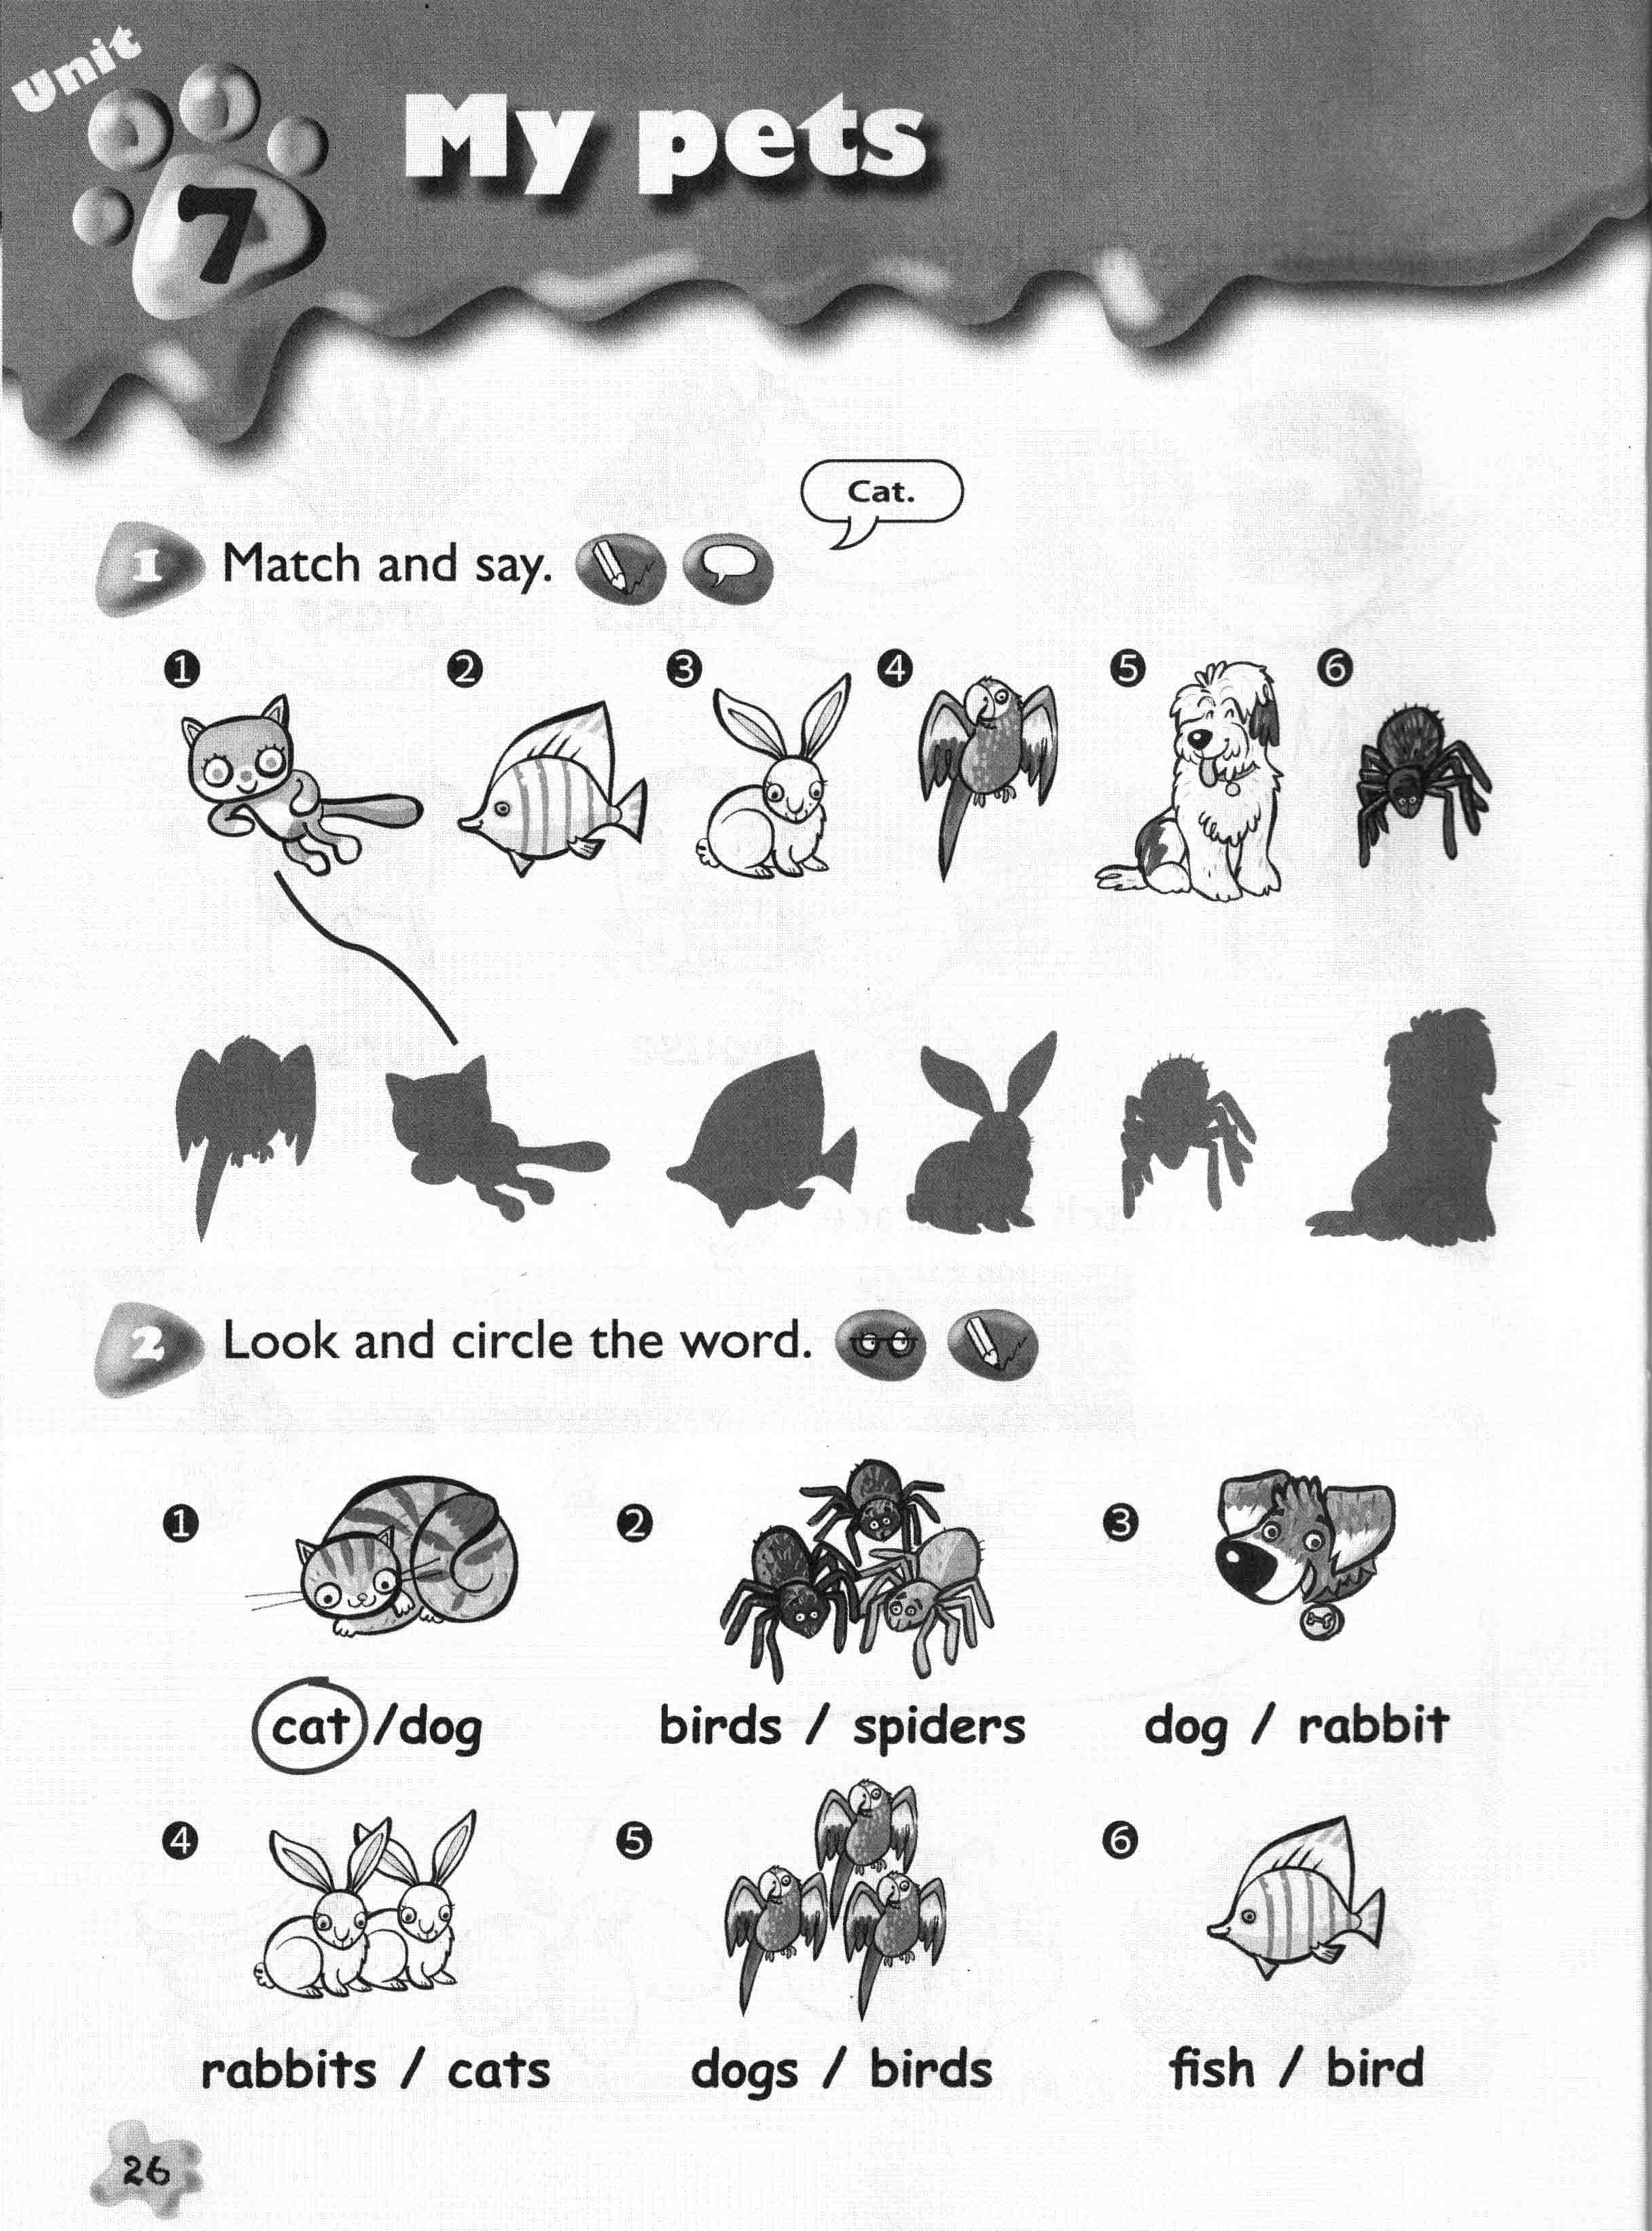 Unit
7
My pets
Cat.
1 Match and say.
1 2 3 4 5 6
2 Look and circle the word.
1 2 3
cat /dog birds / spiders dog / rabbit
4 5 6
rabbits / cats dogs / birds fish / bird
26